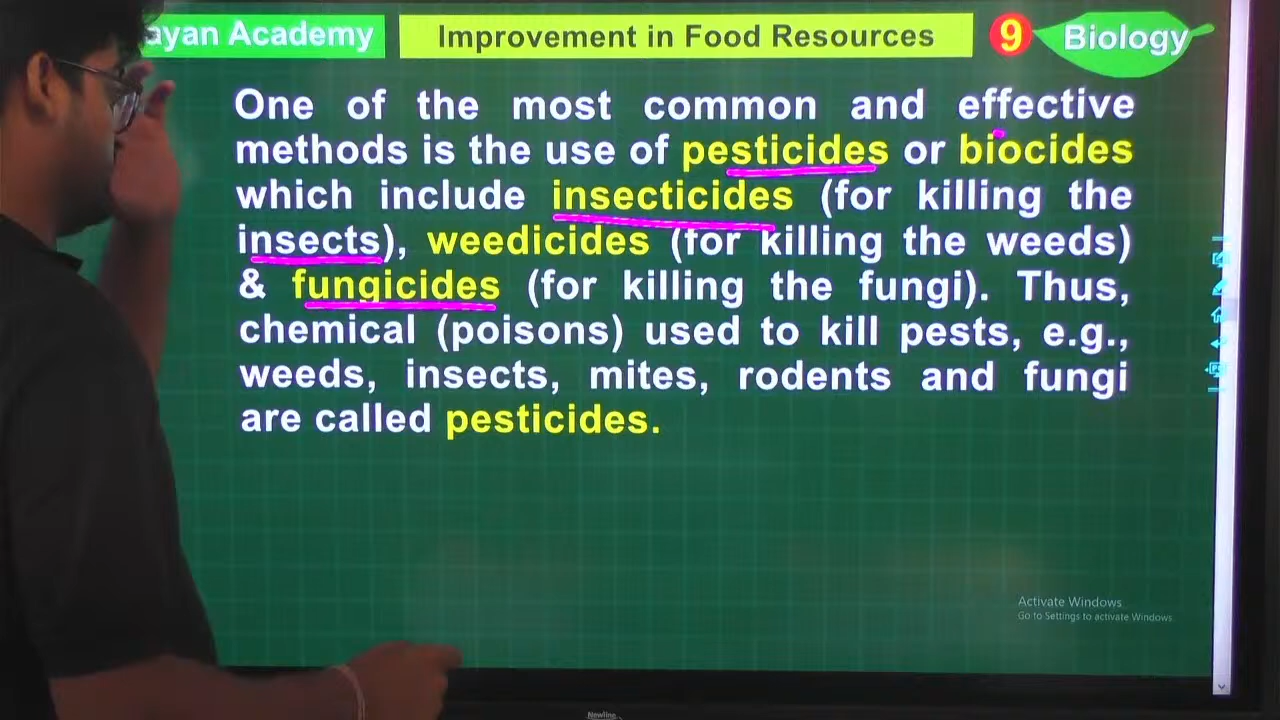 ayan Academy
Improvement in Food Resources
9
Biology
One of the most common and effective
methods is the use of pesticides or biocides
which include insecticides (for killing the
insects), weedicides (for killing the weeds)
& fungicides (for killing the fungi). Thus,
chemical (poisons) used to kill pests, e.g.,
weeds, insects, mites, rodents and fungi
are called pesticides.
Activate Windows
Go to Settings to activate Windows.
Newline